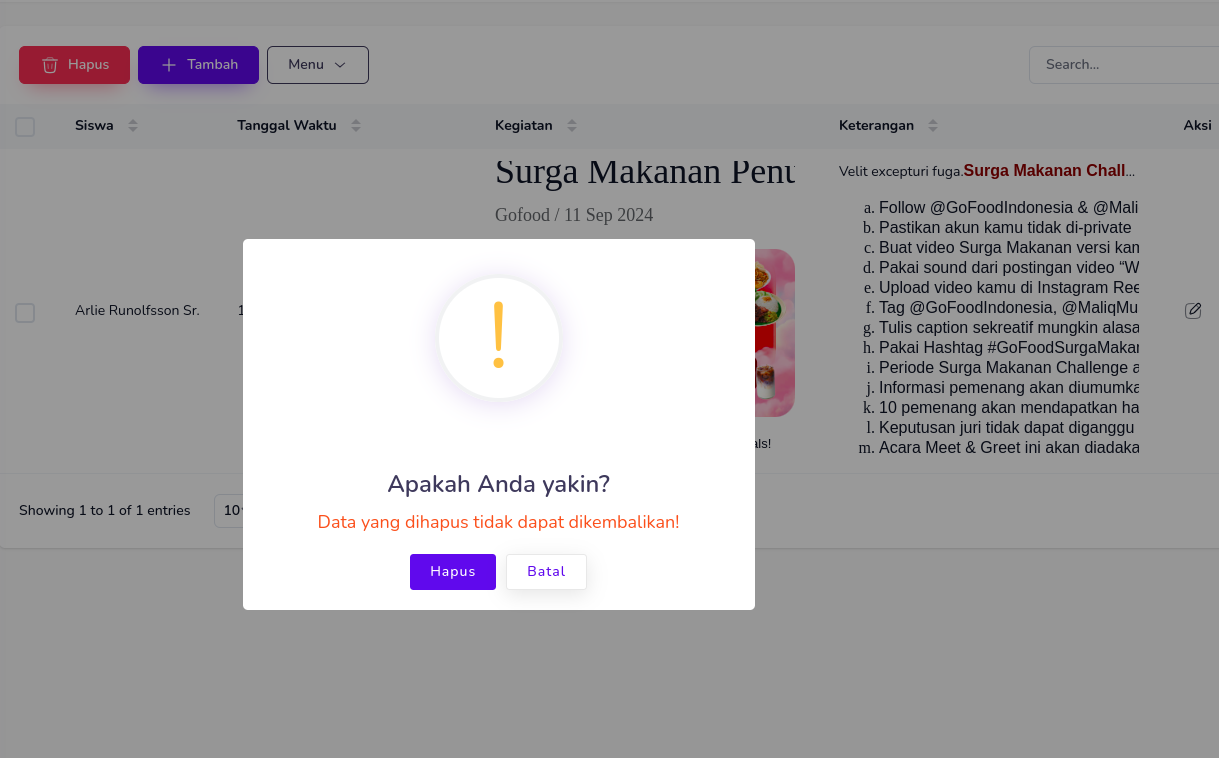 Hapus
Tambah
Menu
Search...
Siswa
Tanggal Waktu
Kegiatan
Keterangan
Aksi
Surga Makanan
Gofood / 11 Sep 2024
Velit excepturi fuga.Surga Makanan Chall...
a. Follow @GoFoodIndonesia & @Mali
b. Pastikan akun kamu tidak di-private
c. Buat video Surga Makanan versi kam
d. Pakai sound dari postingan video “W
e. Upload video kamu di Instagram Ree
f. Tag @GoFoodIndonesia, @MaliqMu
g. Tulis caption sekreatif mungkin alasa
h. Pakai Hashtag #GoFoodSurgaMakan
i. Periode Surga Makanan Challenge a
j. Informasi pemenang akan diumumka
k. 10 pemenang akan mendapatkan ha
l. Keputusan juri tidak dapat diganggu
m. Acara Meet & Greet ini akan diadaka
Arlie Runolfsson Sr.
als!
Showing 1 to 1 of 1 entries
10
!
Apakah Anda yakin?
Data yang dihapus tidak dapat dikembalikan!
Hapus
Batal